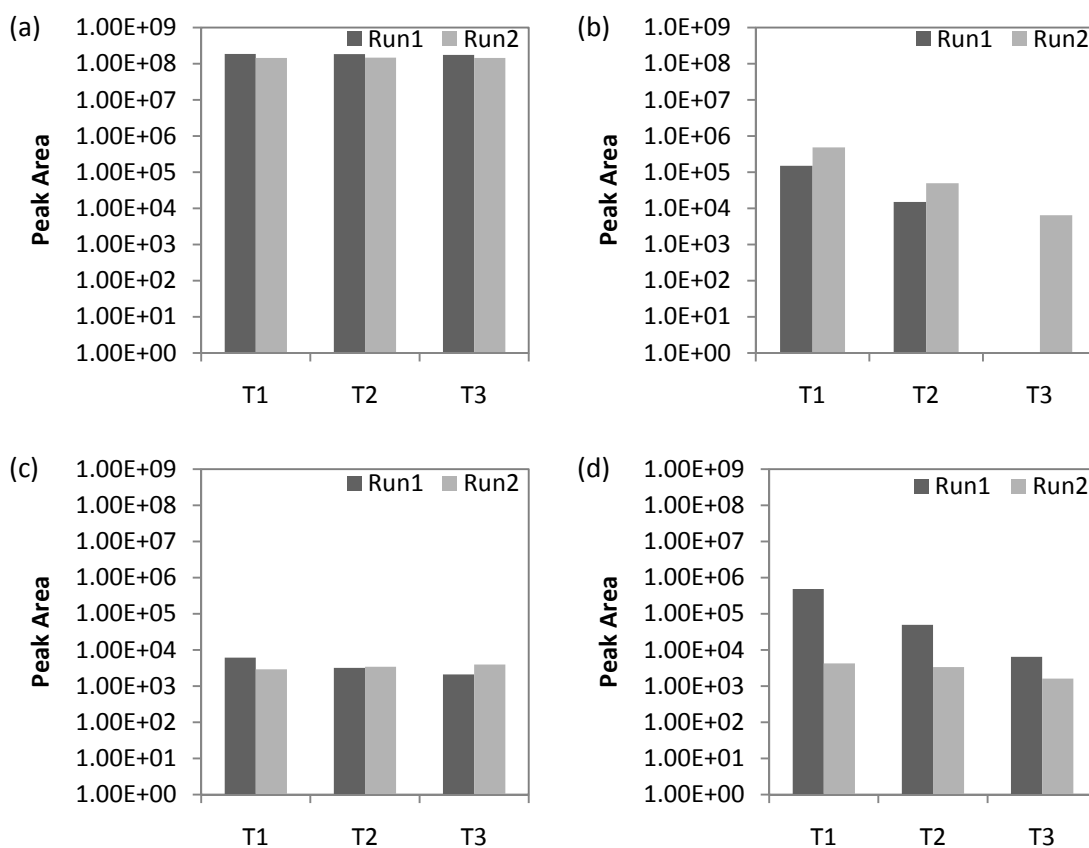 (a)
Peak Area
1.00E+09
1.00E+08
1.00E+07
1.00E+06
1.00E+05
1.00E+04
1.00E+03
1.00E+02
1.00E+01
1.00E+00
Run1 Run2
T1 T2 T3
(b)
Peak Area
1.0E+09
1.0E+08
1.0E+07
1.0E+06
1.0E+05
1.0E+04
1.0E+03
1.0E+02
1.0E+01
1.0E+00
Run1 Run2
T1 T2 T3
(c)
Peak Area
1.00E+09
1.00E+08
1.00E+07
1.00E+06
1.00E+05
1.00E+04
1.00E+03
1.00E+02
1.00E+01
1.00E+00
Run1 Run2
T1 T2 T3
(d)
Peak Area
1.00E+09
1.00E+08
1.00E+07
1.00E+06
1.00E+05
1.00E+04
1.00E+03
1.00E+02
1.00E+01
1.00E+00
Run1 Run2
T1 T2 T3